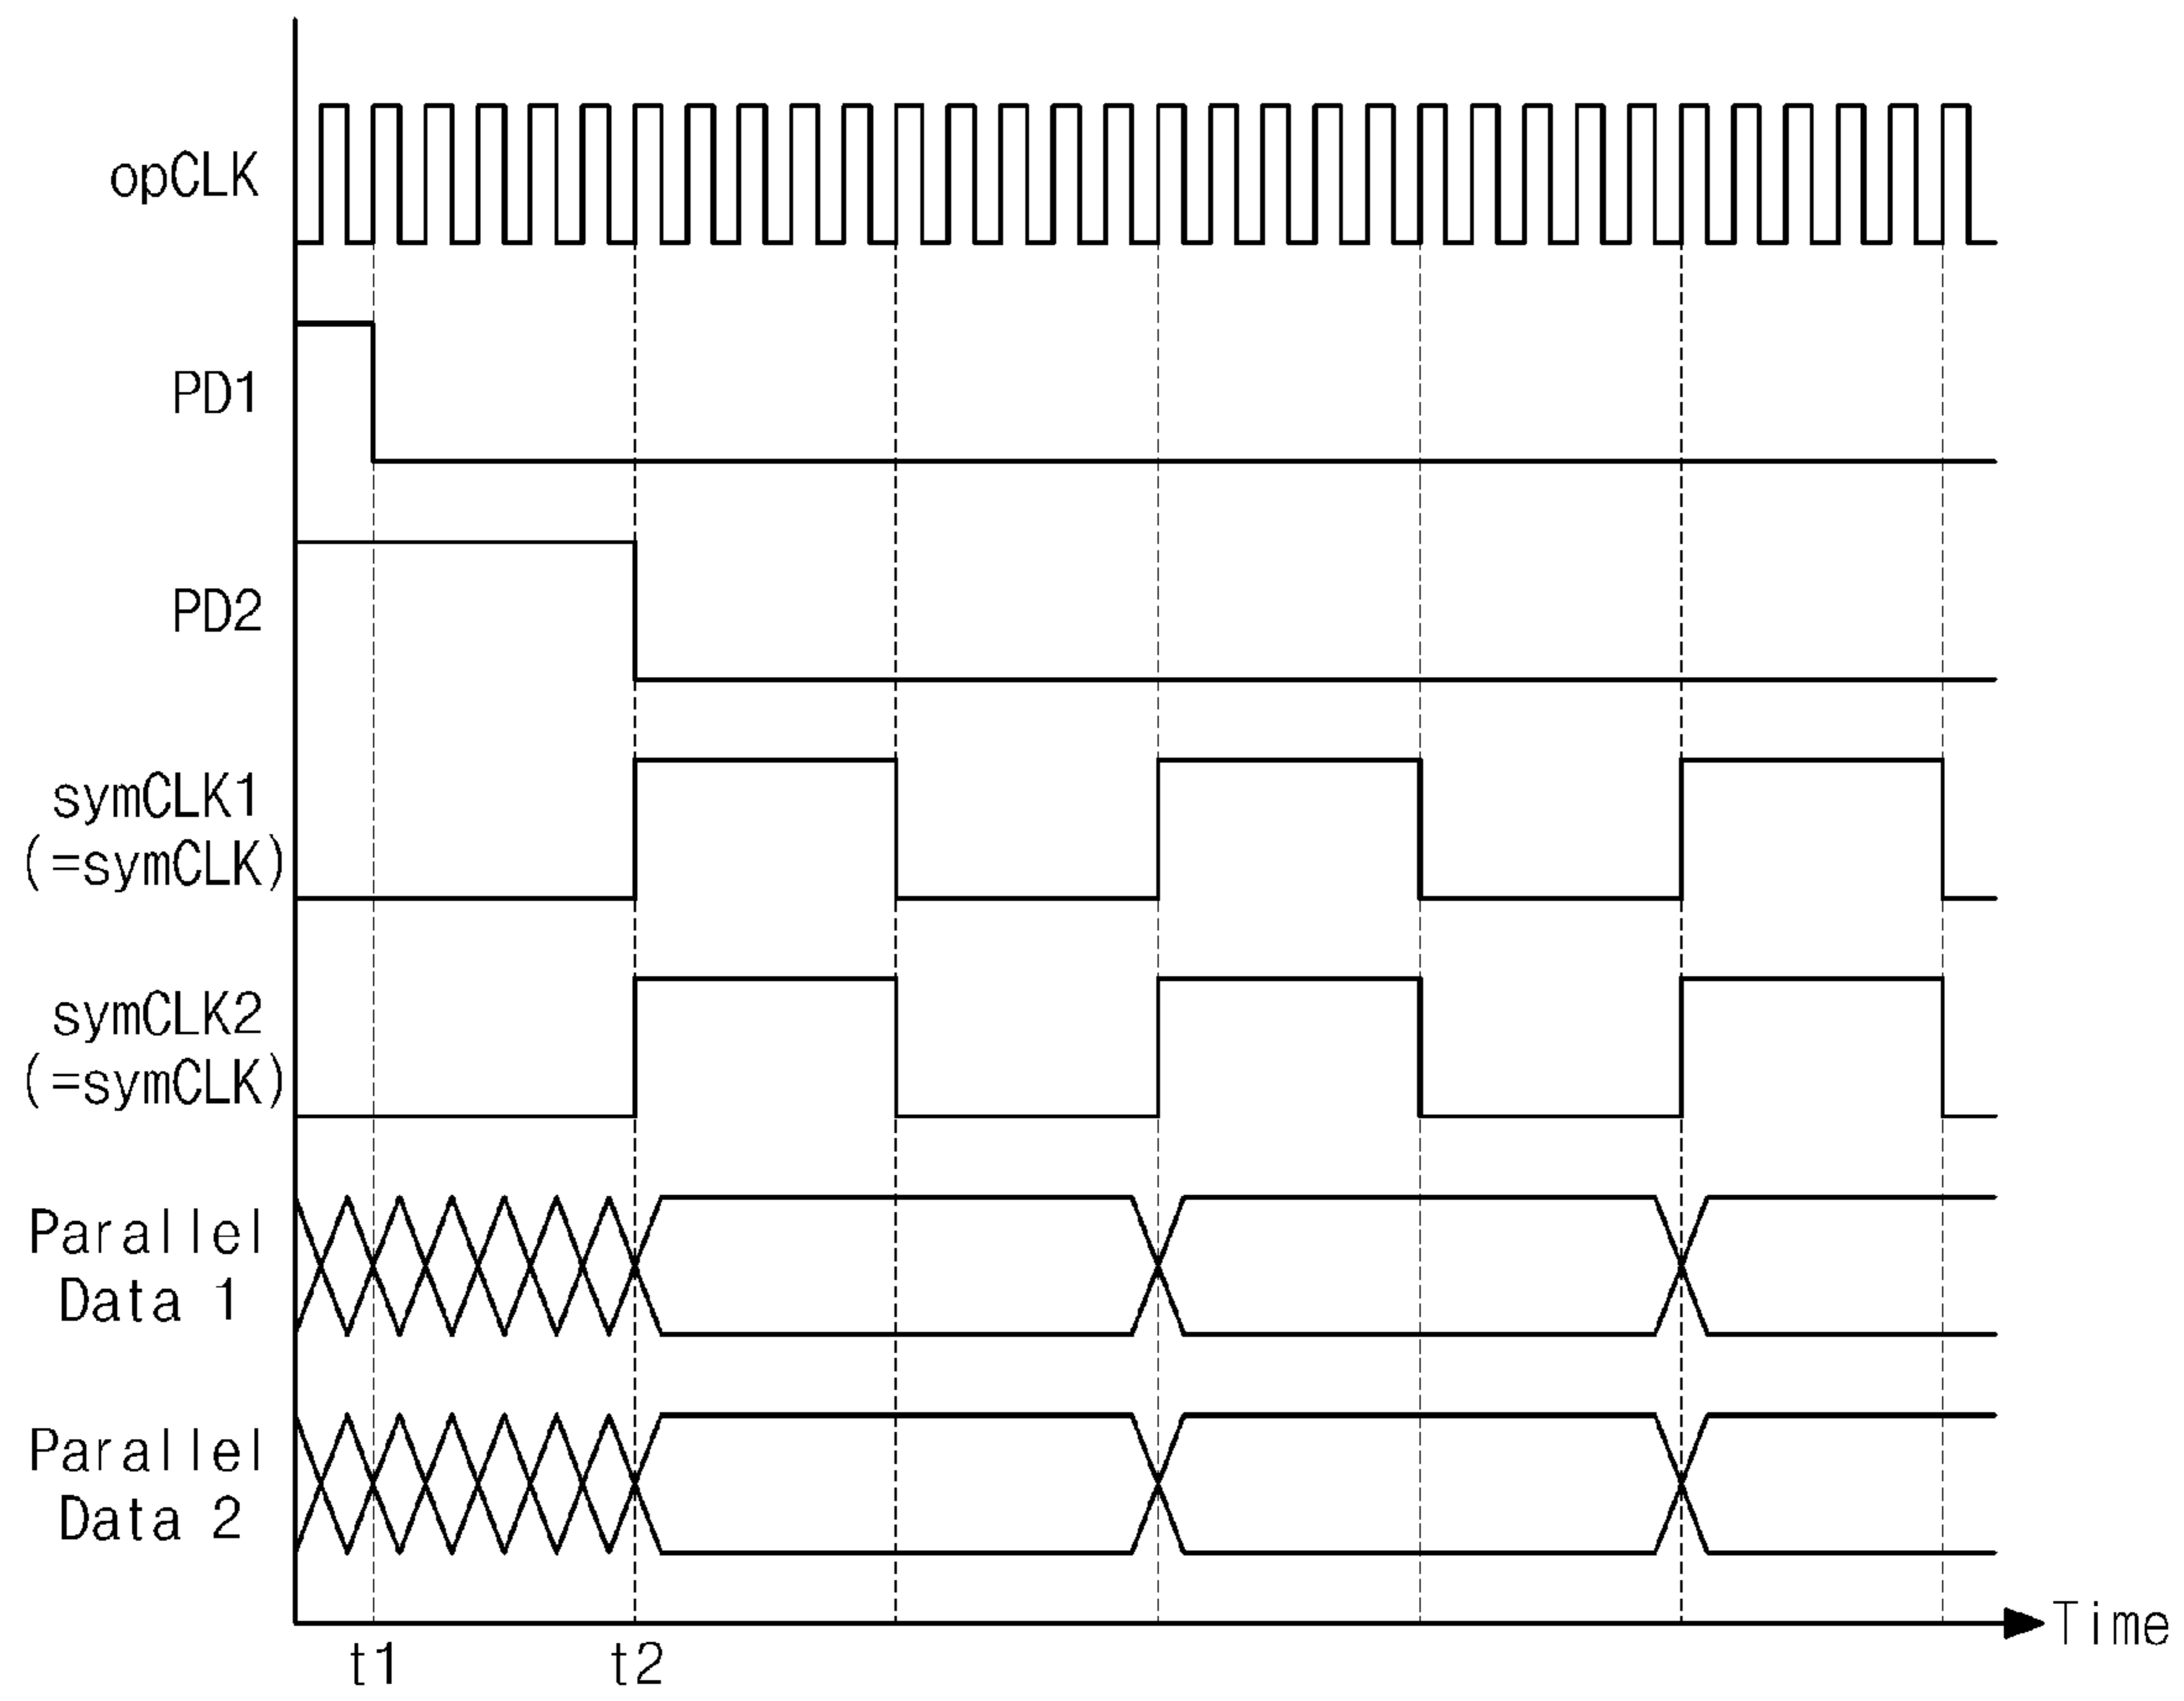 opCLK
PD1
PD2
symCLK1
(=symCLK)
symCLK2
(=symCLK)
Parallel
Data 1
Parallel
Data 2
Time
t1
t2